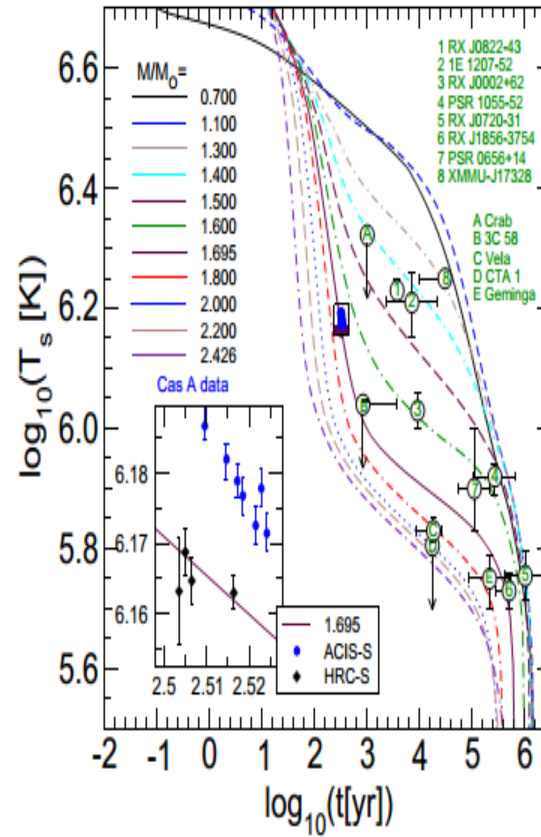 log10(Ts [K])
6.6
6.4
6.2
6.0
5.8
5.6
M/M⊙=
0.700
1.100
1.300
1.400
1.500
1.600
1.695
1.800
2.000
2.200
2.426
1 RX J0822-43
2 1E 1207-52
3 RX J0002+62
4 PSR 1055-52
5 RX J0720-31
6 RX J1856-3754
7 PSR 0656+14
8 XMMU-J17328
A Crab
B 3C 58
C Vela
D CTA 1
E Geminga
A
8
1
2
B
3
4
7
C
D
E
6
5
Cas A data
6.18
6.17
6.16
2.5 2.51 2.52
1.695
ACIS-S
HRC-S
-2 -1 0 1 2 3 4 5 6 7
log10(t[yr])